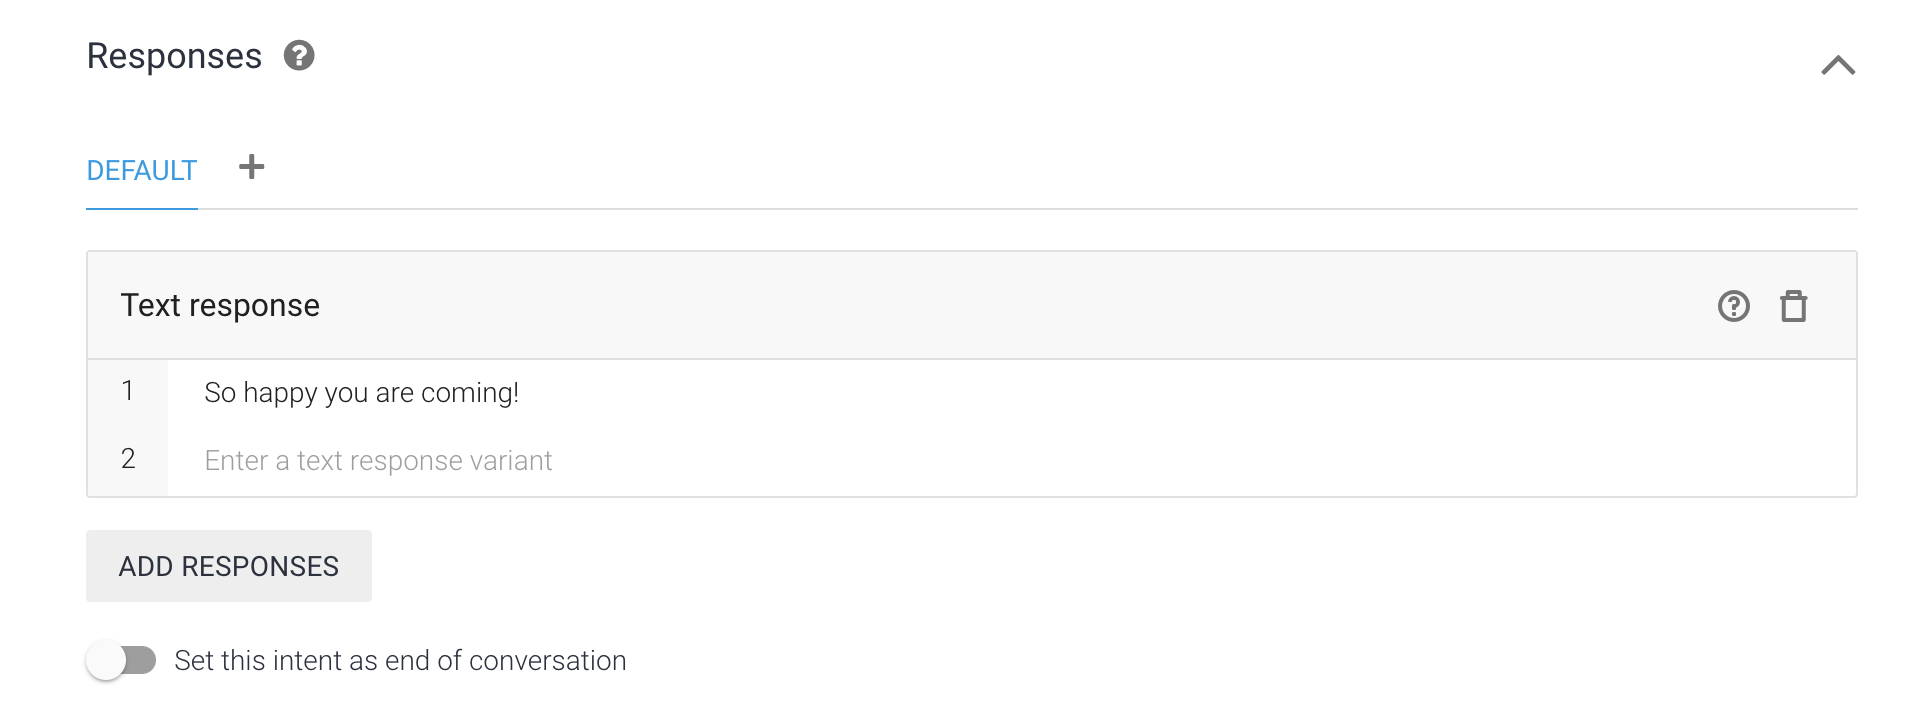 Responses
DEFAULT
Text response
1 So happy you are coming!
2 Enter a text response variant
ADD RESPONSES
Set this intent as end of conversation